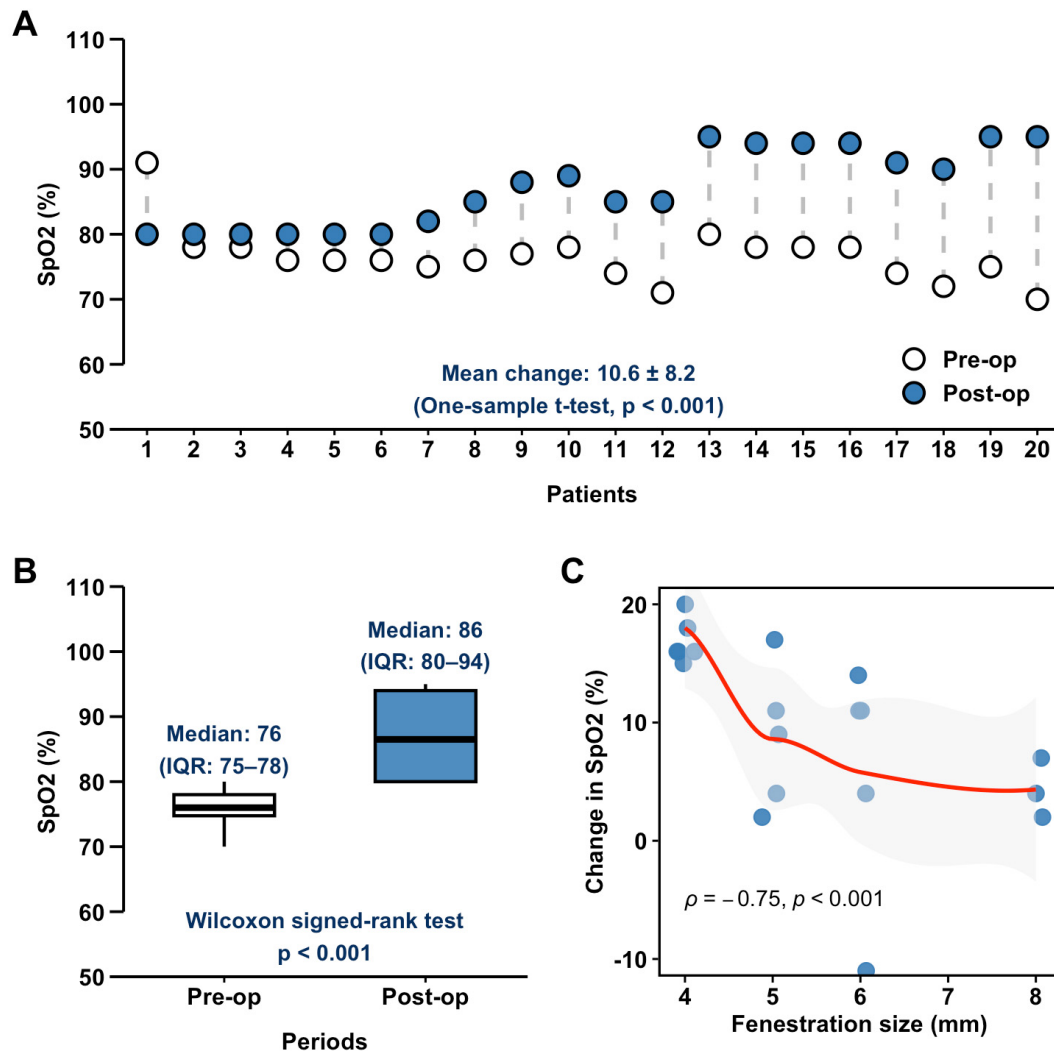 A
110
100
90
80
70
60
50
SpO2 (%)
Mean change: 10.6 ± 8.2
(One-sample t-test, p < 0.001)
Pre-op
Post-op
1 2 3 4 5 6 7 8 9 10 11 12 13 14 15 16 17 18 19 20
Patients
B
110
100
90
80
70
60
50
SpO2 (%)
Median: 76
(IQR: 75–78)
Median: 86
(IQR: 80–94)
Wilcoxon signed-rank test
p < 0.001
Pre-op Post-op
Periods
C
20
10
0
-10
Change in SpO2 (%)
ρ = −0.75, p < 0.001
4 5 6 7 8
Fenestration size (mm)